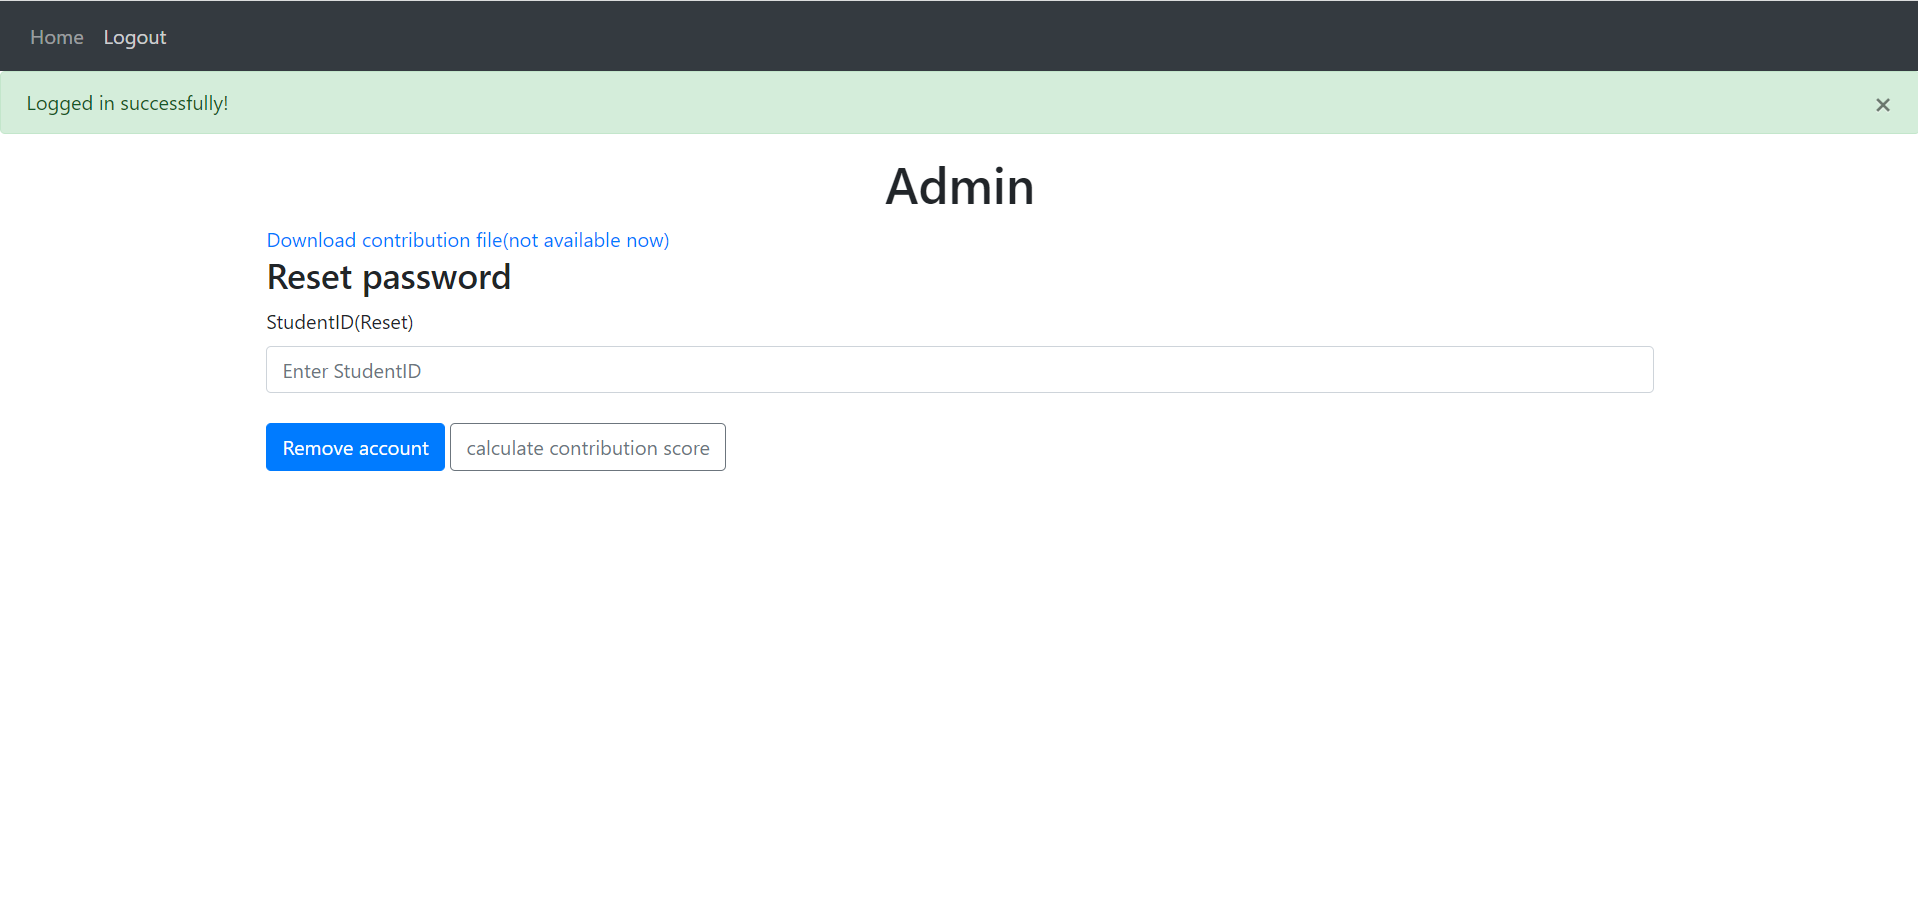 Home Logout
Logged in successfully! ×
Admin
Download contribution file(not available now)
Reset password
StudentID(Reset)
Enter StudentID
Remove account calculate contribution score